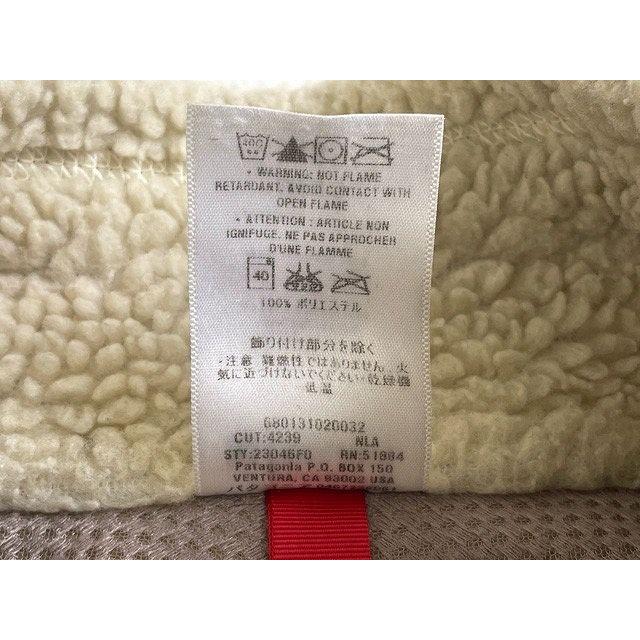 40C
• WARNING: NOT FLAME
RETARDANT. AVOID CONTACT WITH
OPEN FLAME
• ATTENTION : ARTICLE NON
IGNIFUGE. NE PAS APPROCHER
D'UNE FLAMME
40
100% ポリエステル
飾り付け部分を除く
・注意 難燃性ではありません。火
気に近づけないでください・乾燥機
低温
680131020032
CUT:4239 NLA
STY:23046F0 RN:51884
Patagonia P.O. BOX 150
VENTURA, CA 93002 USA